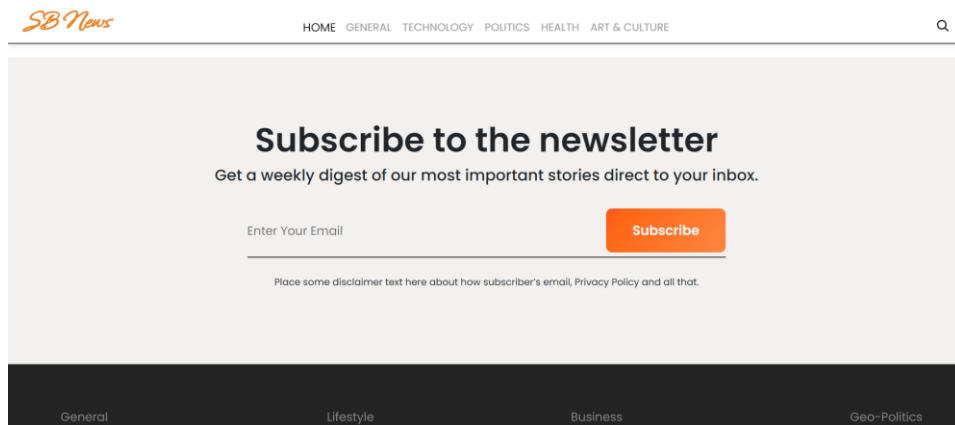 SB News
HOME GENERAL TECHNOLOGY POLITICS HEALTH ART & CULTURE
Subscribe to the newsletter
Get a weekly digest of our most important stories direct to your inbox.
Enter Your Email
Subscribe
Place some disclaimer text here about how subscriber's email, Privacy Policy and all that.
General Lifestyle Business Geo-Politics